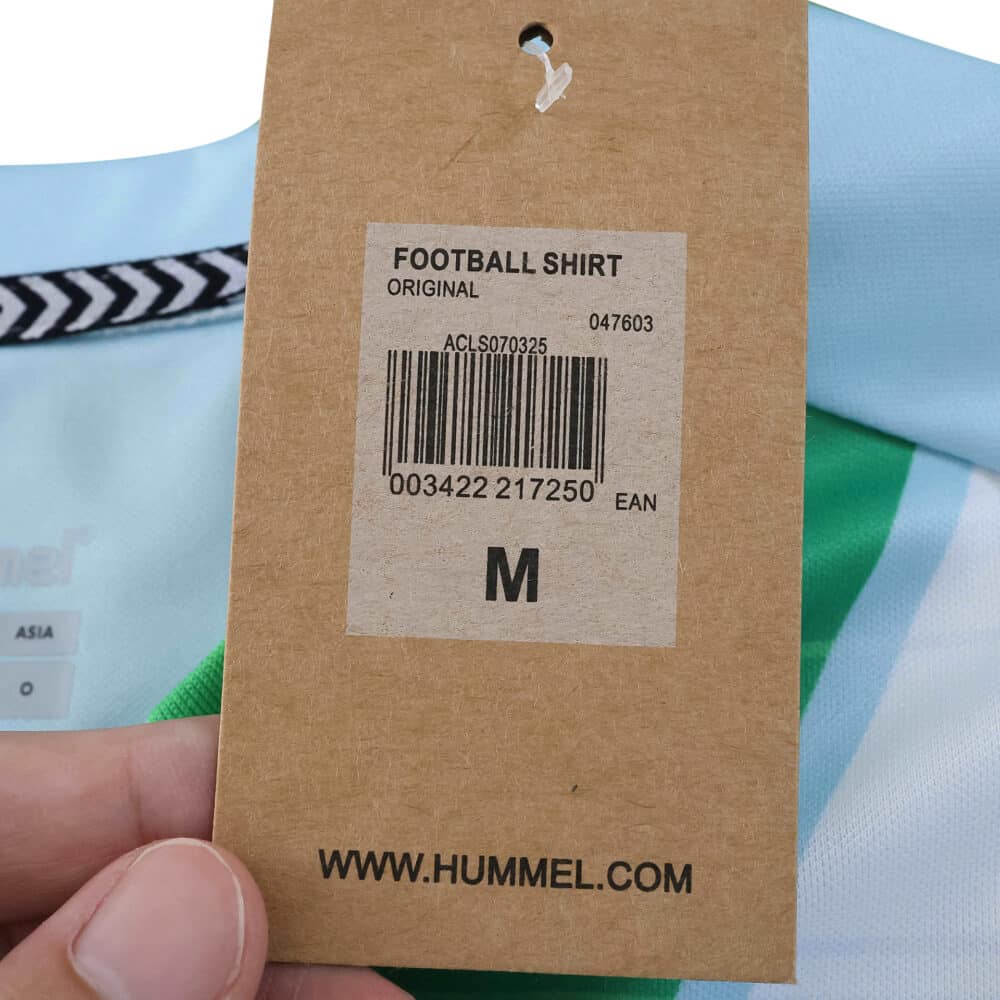 FOOTBALL SHIRT
ORIGINAL
047603
ACLS070325
003422 217250
EAN
M
WWW.HUMMEL.COM
ASIA
O